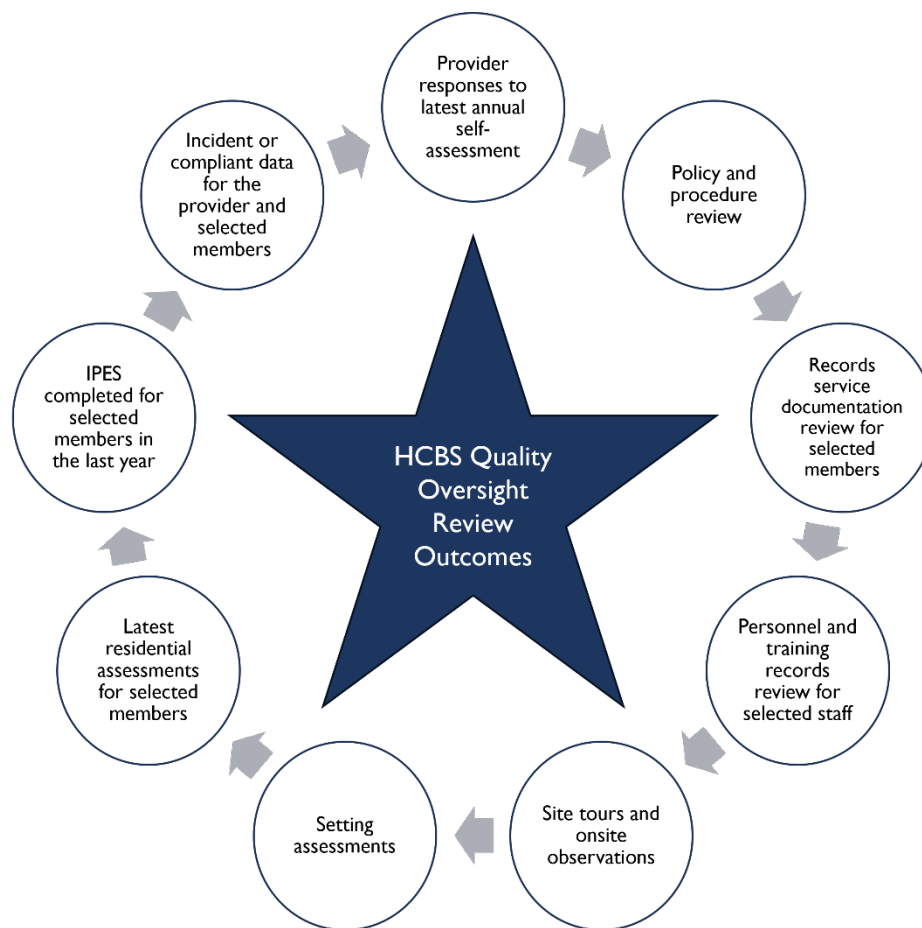 Provider
responses to
latest annual
self-
assessment
Policy and
procedure
review
Records
service
documentation
review for
selected
members
Personnel and
training
records
review for
selected staff
Site tours and
onsite
observations
Setting
assessments
Latest
residential
assessments
for selected
members
IPES
completed for
selected
members in
the last year
Incident or
compliant data
for the
provider and
selected
members
HCBS Quality
Oversight
Review
Outcomes